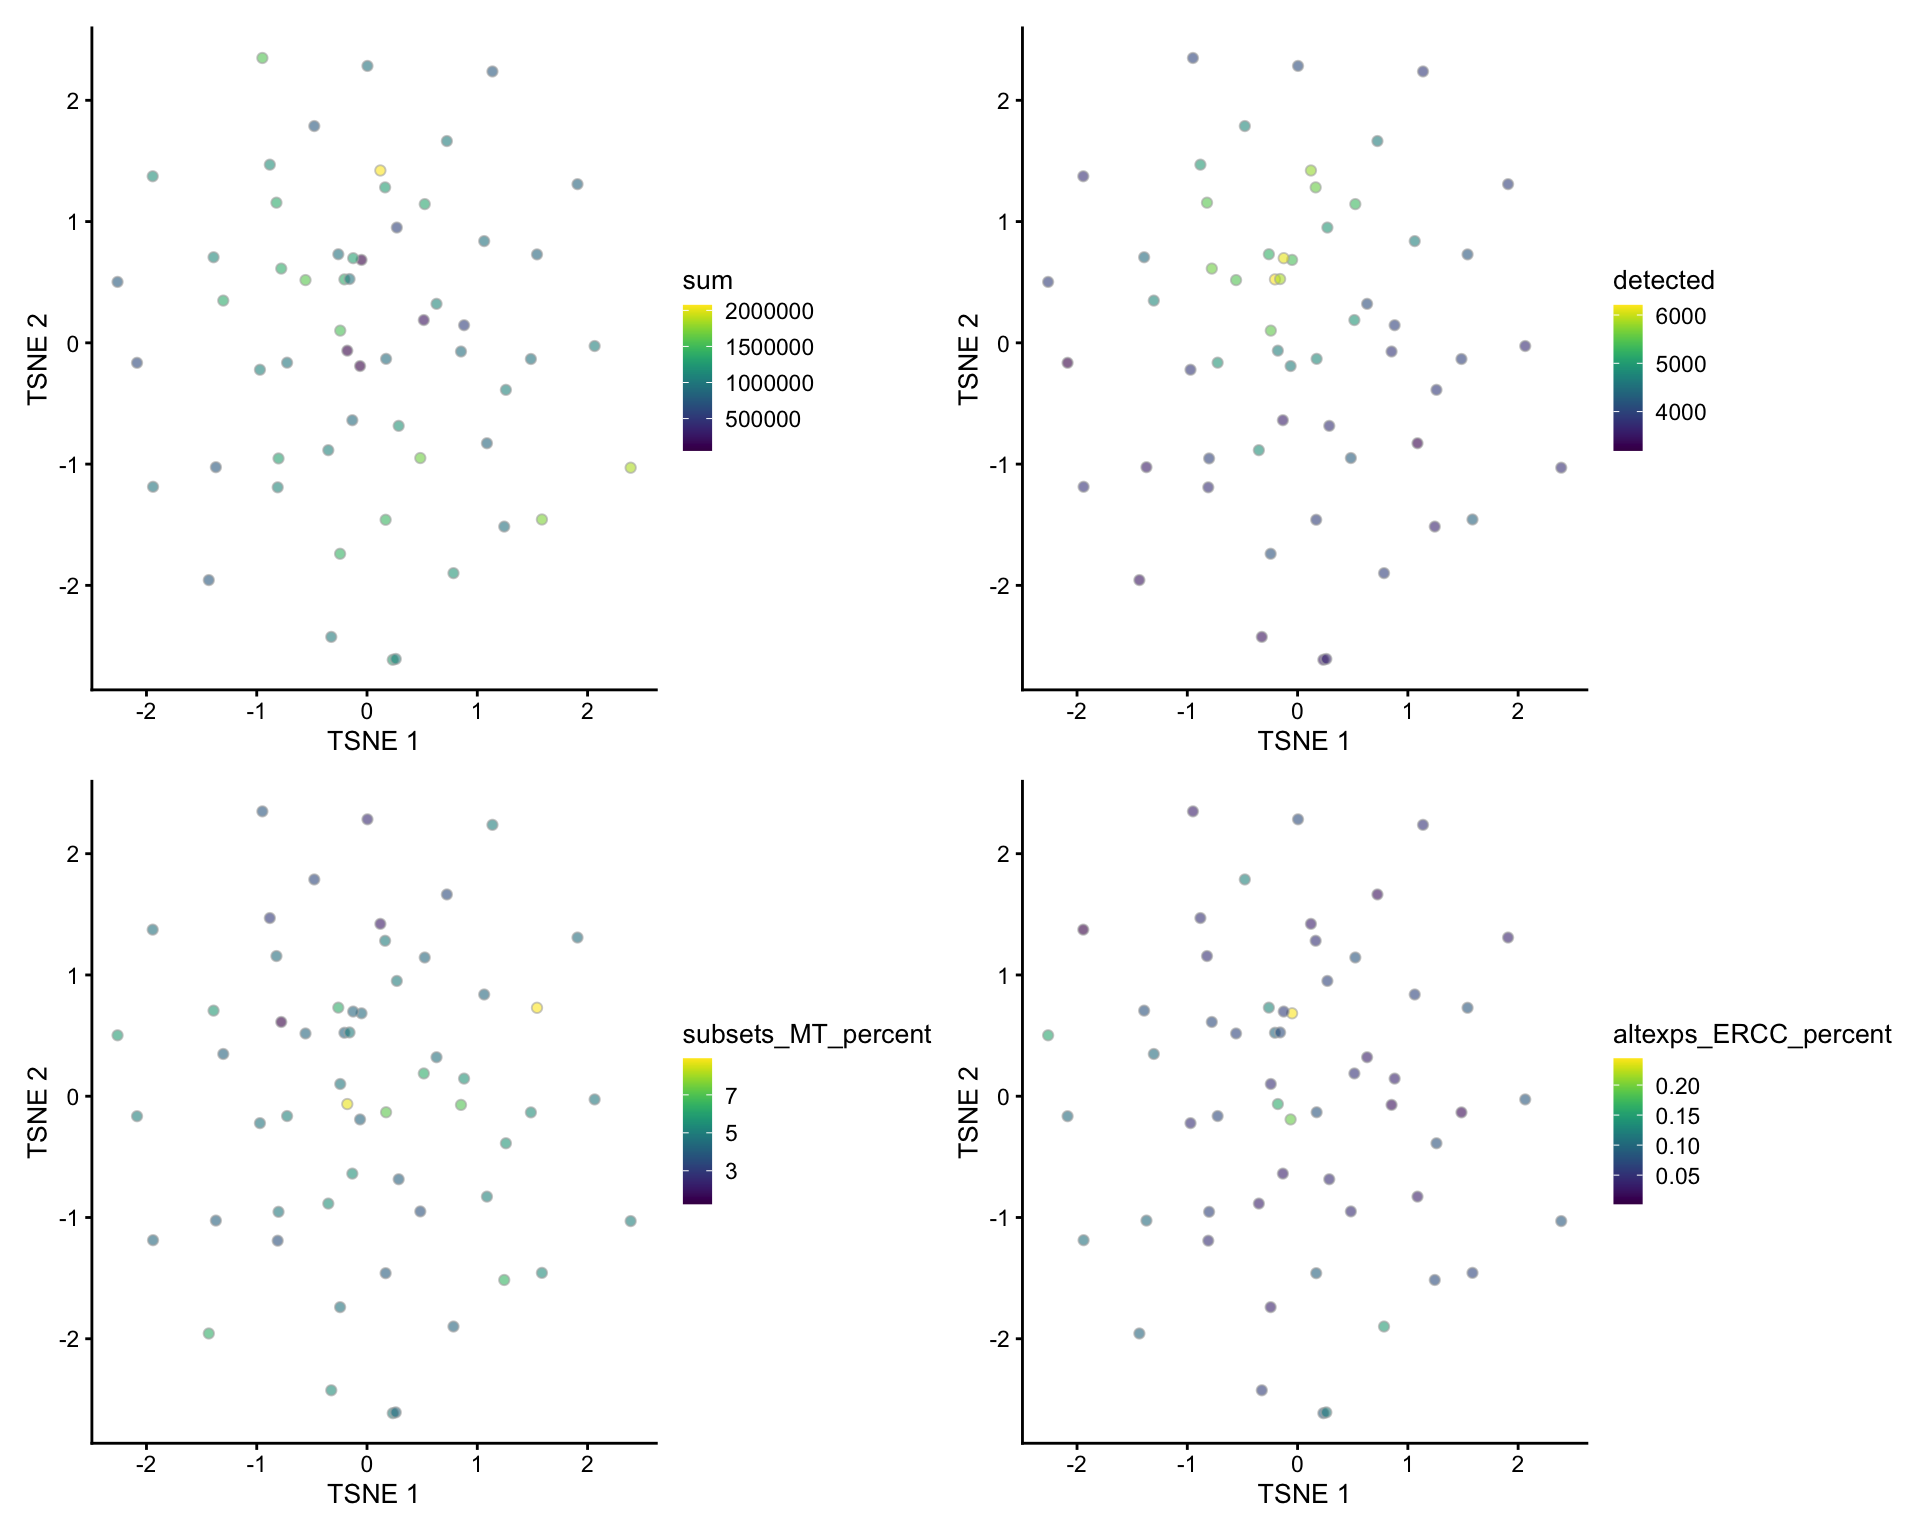 2
1
0
-1
-2
TSNE 2
-2 -1 0 1 2
TSNE 1
sum
2000000
1500000
1000000
500000
2
1
0
-1
-2
TSNE 2
-2 -1 0 1 2
TSNE 1
detected
6000
5000
4000
2
1
0
-1
-2
TSNE 2
-2 -1 0 1 2
TSNE 1
subsets_MT_percent
7
5
3
2
1
0
-1
-2
TSNE 2
-2 -1 0 1 2
TSNE 1
altexps_ERCC_percent
0.20
0.15
0.10
0.05